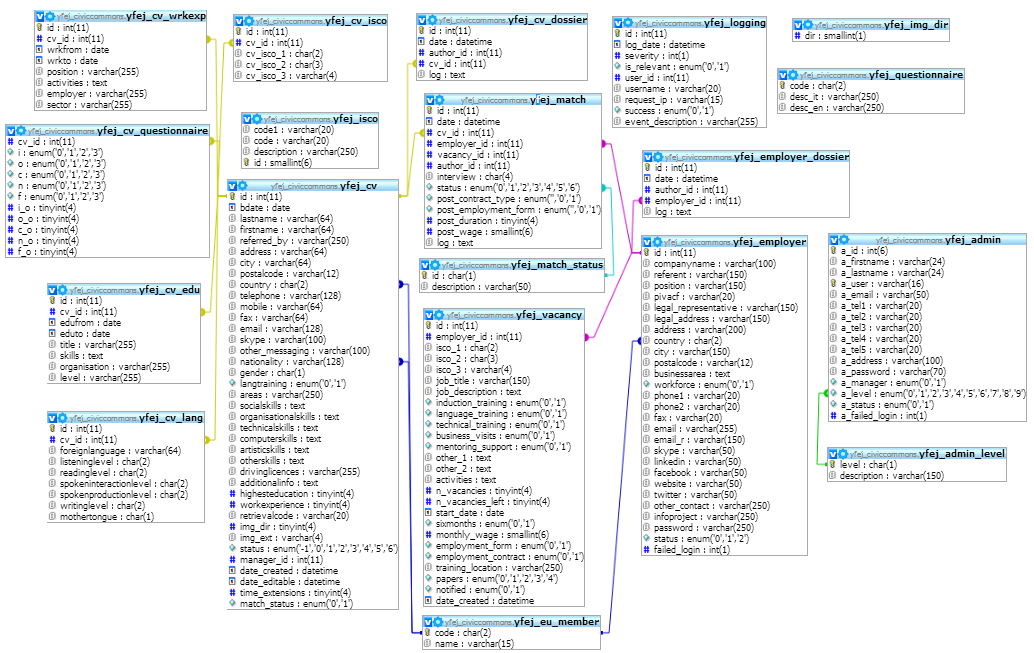 yfej_civiccommons.yfej_cv_wrkexp
id : int(11)
cv_id : int(11)
wrkfrom : date
wrkto : date
position : varchar(255)
activities : text
employer : varchar(255)
sector : varchar(255)
yfej_civiccommons.yfej_cv_isco
id : int(11)
cv_id : int(11)
cv_isco_1 : char(2)
cv_isco_2 : char(3)
cv_isco_3 : varchar(4)
yfej_civiccommons.yfej_cv_dossier
id : int(11)
date : datetime
author_id : int(11)
cv_id : int(11)
log : text
yfej_civiccommons.yfej_logging
id : int(11)
log_date : datetime
severity : int(1)
is_relevant : enum('0','1')
user_id : int(11)
username : varchar(20)
request_ip : varchar(15)
success : enum('0','1')
event_description : varchar(255)
yfej_civiccommons.yfej_img_dir
dir : smallint(1)
yfej_civiccommons.yfej_questionnaire
code : char(2)
desc_it : varchar(250)
desc_en : varchar(250)
yfej_civiccommons.yfej_cv_questionnaire
cv_id : int(11)
i : enum('0','1','2','3')
o : enum('0','1','2','3')
c : enum('0','1','2','3')
n : enum('0','1','2','3')
f : enum('0','1','2','3')
i_o : tinyint(4)
o_o : tinyint(4)
c_o : tinyint(4)
n_o : tinyint(4)
f_o : tinyint(4)
yfej_civiccommons.yfej_isco
code1 : varchar(20)
code : varchar(20)
description : varchar(250)
id : smallint(6)
yfej_civiccommons.yfej_match
id : int(11)
date : datetime
cv_id : int(11)
employer_id : int(11)
vacancy_id : int(11)
author_id : int(11)
interview : char(4)
status : enum('0','1','2','3','4','5','6')
post_contract_type : enum('','0','1')
post_employment_form : enum('','0','1')
post_duration : tinyint(4)
post_wage : smallint(6)
log : text
yfej_civiccommons.yfej_employer_dossier
id : int(11)
date : datetime
author_id : int(11)
employer_id : int(11)
log : text
yfej_civiccommons.yfej_cv
id : int(11)
bdate : date
lastname : varchar(64)
firstname : varchar(64)
referred_by : varchar(250)
address : varchar(64)
city : varchar(64)
postalcode : varchar(12)
country : char(2)
telephone : varchar(128)
mobile : varchar(64)
fax : varchar(64)
email : varchar(128)
skype : varchar(100)
other_messaging : varchar(100)
nationality : varchar(128)
gender : char(1)
langtraining : enum('0','1')
areas : varchar(250)
socialskills : text
organisationalskills : text
technicalskills : text
computerskills : text
artisticskills : text
otherskills : text
drivinglicences : varchar(255)
additionalinfo : text
highesteducation : tinyint(4)
workexperience : tinyint(4)
retrievalcode : varchar(20)
img_dir : tinyint(4)
img_ext : varchar(4)
status : enum('-1','0','1','2','3','4','5','6')
manager_id : int(11)
date_created : datetime
date_editable : datetime
time_extensions : tinyint(4)
match_status : enum('0','1')
yfej_civiccommons.yfej_match_status
id : char(1)
description : varchar(50)
yfej_civiccommons.yfej_employer
id : int(11)
companyname : varchar(100)
referent : varchar(150)
position : varchar(150)
pivacf : varchar(20)
legal_representative : varchar(150)
legal_address : varchar(150)
address : varchar(200)
country : char(2)
city : varchar(150)
postalcode : varchar(12)
businessarea : text
workforce : enum('0','1')
phone1 : varchar(20)
phone2 : varchar(20)
fax : varchar(20)
email : varchar(255)
email_r : varchar(150)
skype : varchar(50)
linkedin : varchar(50)
facebook : varchar(50)
website : varchar(50)
twitter : varchar(50)
other_contact : varchar(250)
infoproject : varchar(250)
password : varchar(250)
status : enum('0','1','2')
failed_login : int(1)
yfej_civiccommons.yfej_admin
a_id : int(6)
a_firstname : varchar(24)
a_lastname : varchar(24)
a_user : varchar(16)
a_email : varchar(50)
a_tel1 : varchar(20)
a_tel2 : varchar(20)
a_tel3 : varchar(20)
a_tel4 : varchar(20)
a_tel5 : varchar(20)
a_address : varchar(100)
a_password : varchar(70)
a_manager : enum('0','1')
a_level : enum('0','1','2','3','4','5','6','7','8','9')
a_status : enum('0','1')
a_failed_login : int(1)
yfej_civiccommons.yfej_cv_edu
id : int(11)
cv_id : int(11)
edufrom : date
eduto : date
title : varchar(255)
skills : text
organisation : varchar(255)
level : varchar(255)
yfej_civiccommons.yfej_vacancy
id : int(11)
employer_id : int(11)
isco_1 : char(2)
isco_2 : char(3)
isco_3 : varchar(4)
job_title : varchar(150)
job_description : text
induction_training : enum('0','1')
language_training : enum('0','1')
technical_training : enum('0','1')
business_visits : enum('0','1')
mentoring_support : enum('0','1')
other_1 : text
other_2 : text
activities : text
n_vacancies : tinyint(4)
n_vacancies_left : tinyint(4)
start_date : date
sixmonths : enum('0','1')
monthly_wage : smallint(6)
employment_form : enum('0','1')
employment_contract : enum('0','1')
training_location : varchar(250)
papers : enum('0','1','2','3','4')
notified : enum('0','1')
date_created : datetime
yfej_civiccommons.yfej_cv_lang
id : int(11)
cv_id : int(11)
foreignlanguage : varchar(64)
listeninglevel : char(2)
readinglevel : char(2)
spokeninteractionlevel : char(2)
spokenproductionlevel : char(2)
writinglevel : char(2)
mothertongue : char(1)
yfej_civiccommons.yfej_admin_level
level : char(1)
description : varchar(150)
yfej_civiccommons.yfej_eu_member
code : char(2)
name : varchar(15)